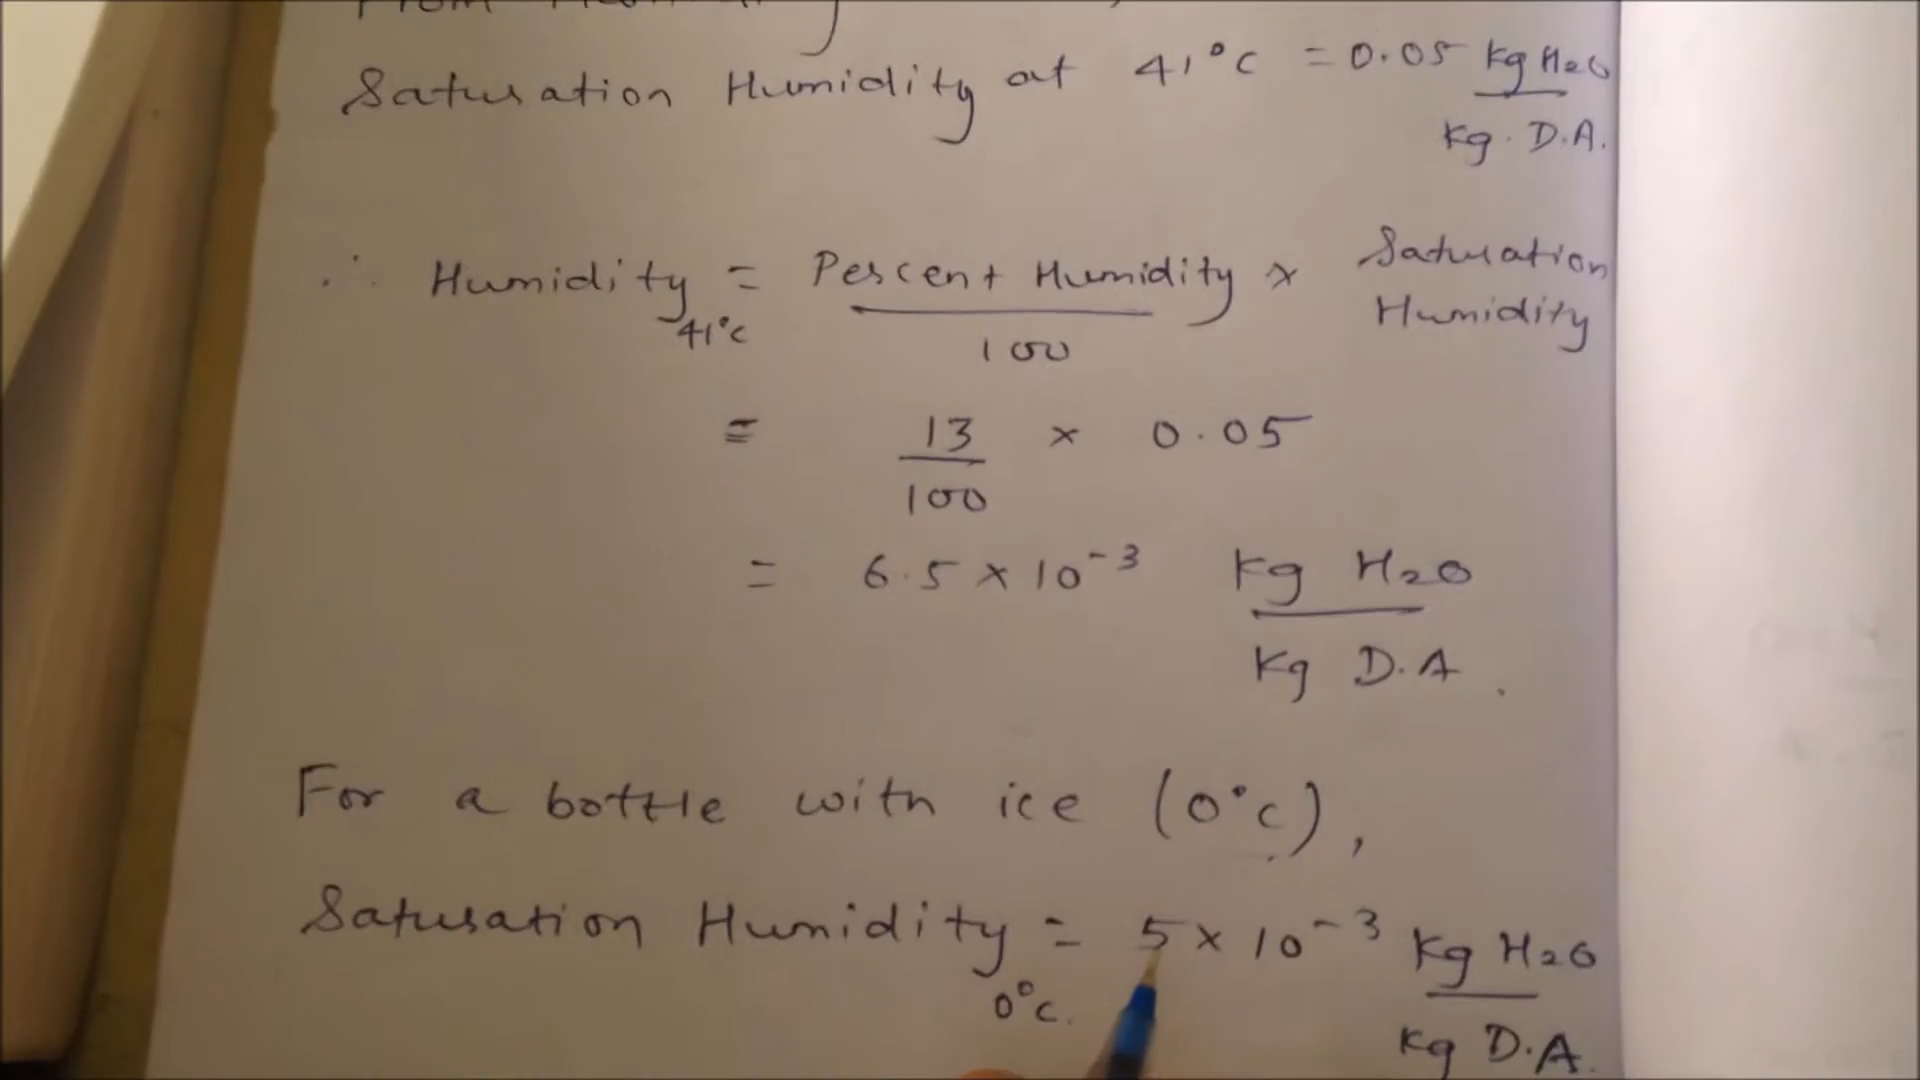 From
Saturation Humidity at 41°C = 0.05 Kg H2O
Kg. D.A.
∴ Humidity 41°C = Percent Humidity × Saturation Humidity
100
= 13 × 0.05
100
= 6.5 × 10-3 Kg H2O
Kg D.A.
For a bottle with ice (0°C),
Saturation Humidity 0°C. = 5 × 10-3 Kg H2O
Kg D.A.